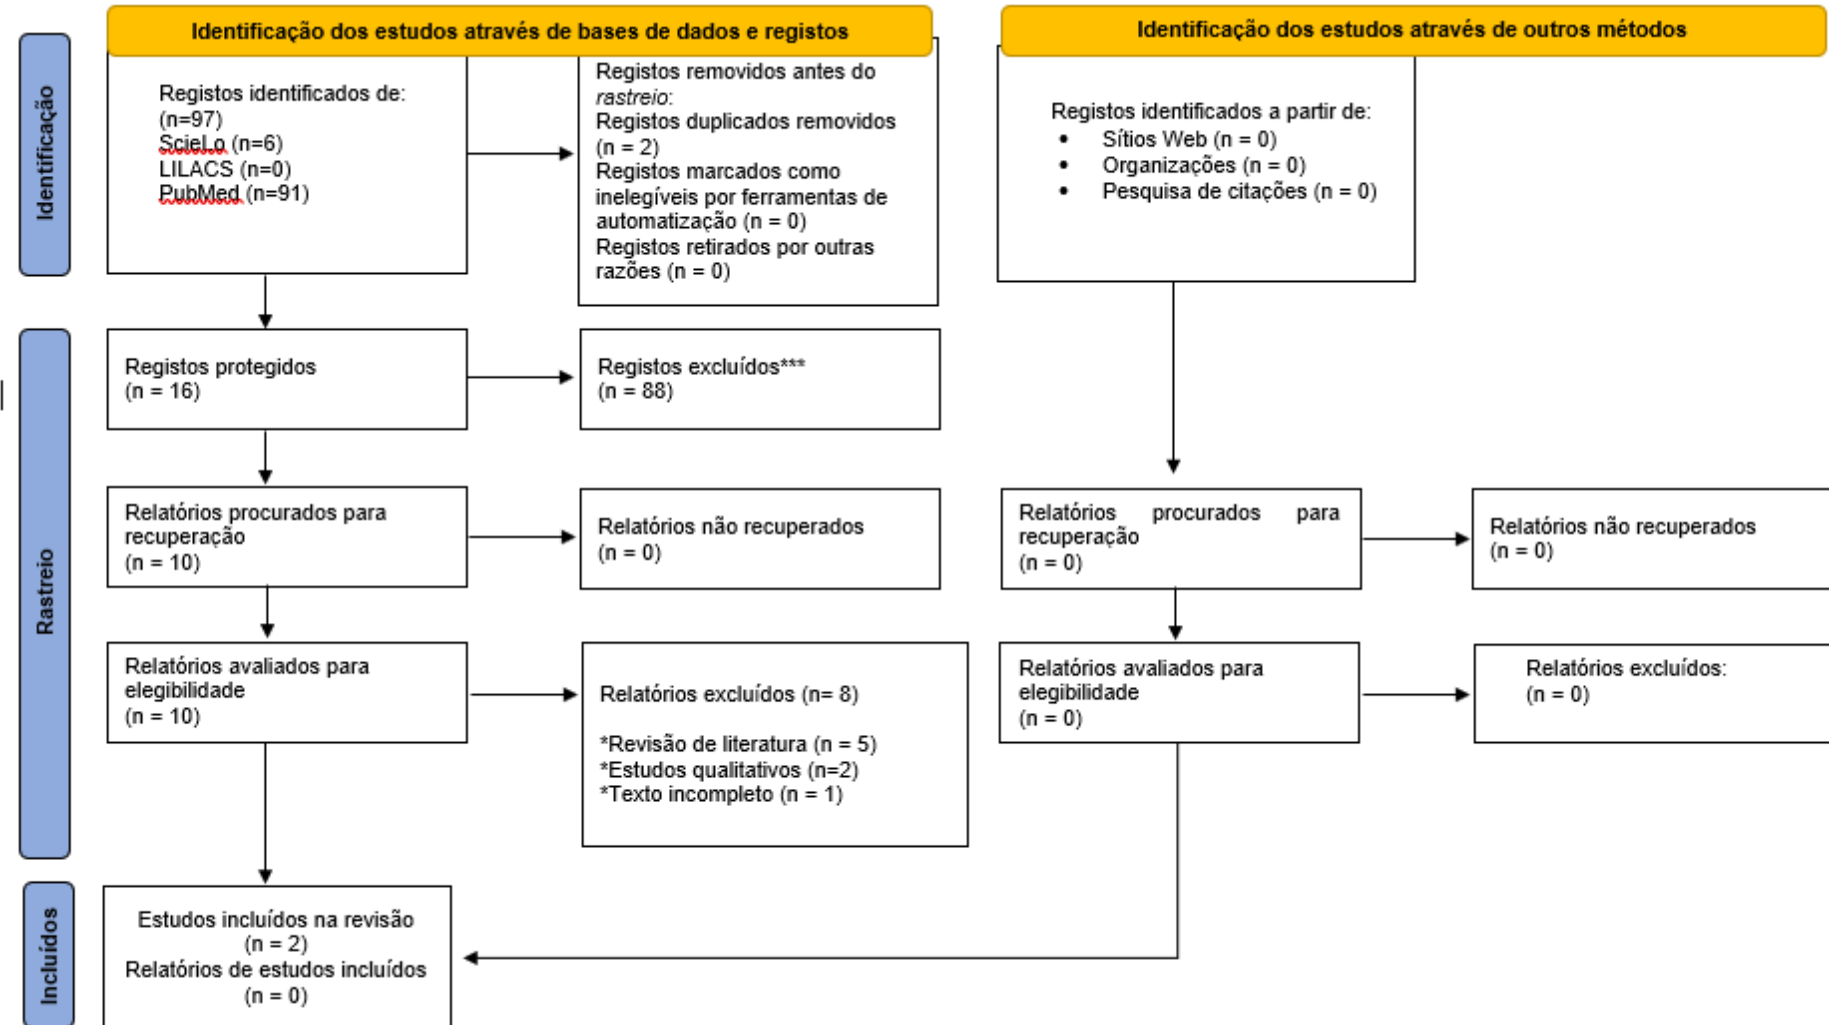 Identificação dos estudos através de bases de dados e registos
Identificação dos estudos através de outros métodos
Identificação
Registos identificados de:
(n=97)
ScieLo (n=6)
LILACS (n=0)
PubMed (n=91)
Registos removidos antes do
rastreio:
Registos duplicados removidos
(n = 2)
Registos marcados como
inelegíveis por ferramentas de
automatização (n = 0)
Registos retirados por outras
razões (n = 0)
Registos identificados a partir de:
• Sítios Web (n = 0)
• Organizações (n = 0)
• Pesquisa de citações (n = 0)
Rastreio
Registos protegidos
(n = 16)
Registos excluídos***
(n = 88)
Relatórios procurados para
recuperação
(n = 10)
Relatórios não recuperados
(n = 0)
Relatórios procurados para
recuperação
(n = 0)
Relatórios não recuperados
(n = 0)
Relatórios avaliados para
elegibilidade
(n = 10)
Relatórios excluídos (n= 8)
*Revisão de literatura (n = 5)
*Estudos qualitativos (n=2)
*Texto incompleto (n = 1)
Relatórios avaliados para
elegibilidade
(n = 0)
Relatórios excluídos:
(n = 0)
Incluídos
Estudos incluídos na revisão
(n = 2)
Relatórios de estudos incluídos
(n = 0)